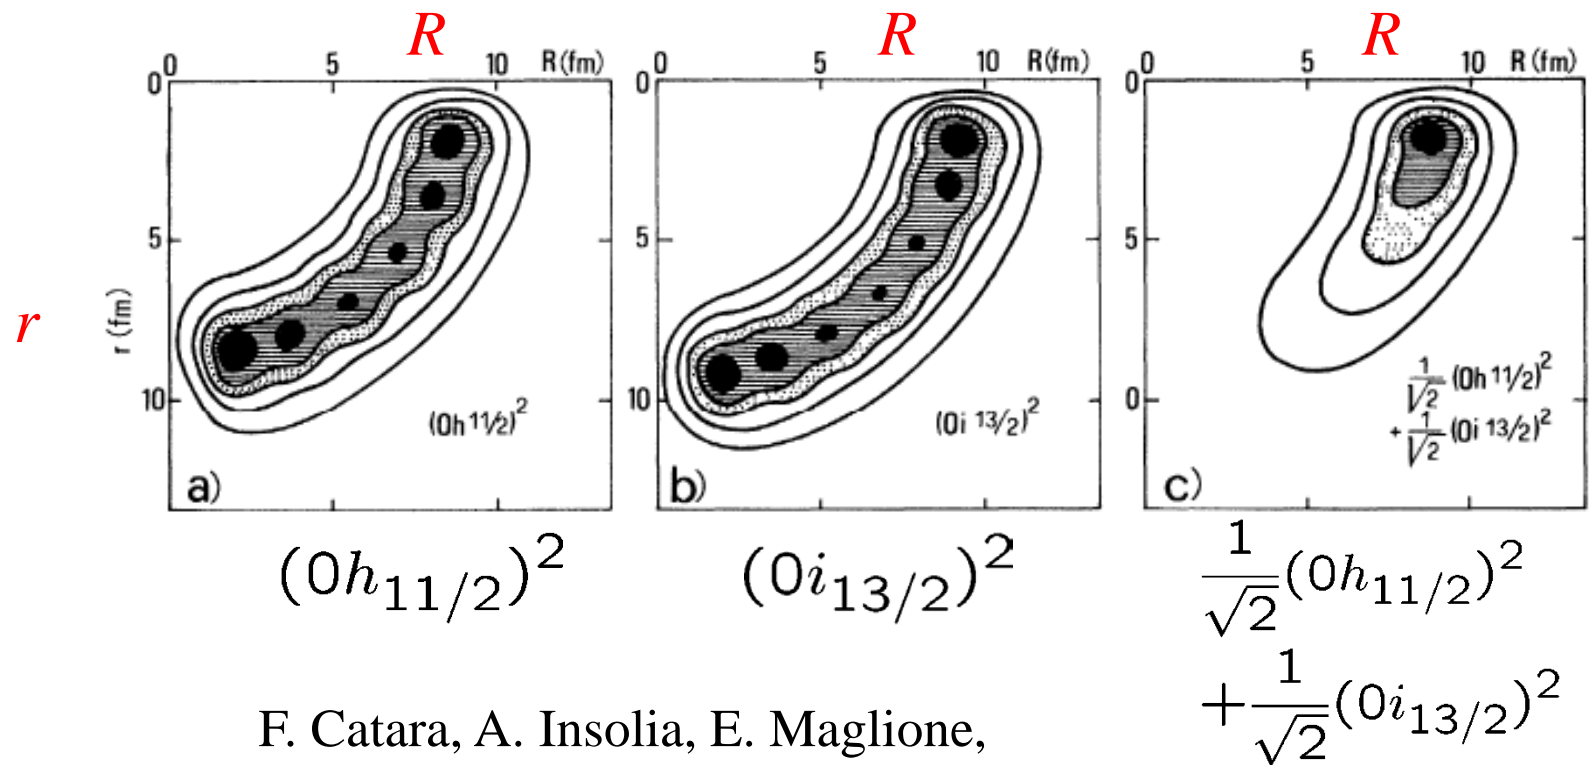 R R R
0 5 10 R(fm) 0 5 10 R(fm) 0 5 10 R(fm)
0
5 5 5
r r(fm)
10 10 0
(0h 11/2)²
(0i 13/2)²
1/√2 (0h 11/2)²
+ 1/√2 (0i 13/2)²
a) b) c)
(0h₁₁/₂)² (0i₁₃/₂)² 1/√2 (0h₁₁/₂)²
+ 1/√2 (0i₁₃/₂)²
F. Catara, A. Insolia, E. Maglione,